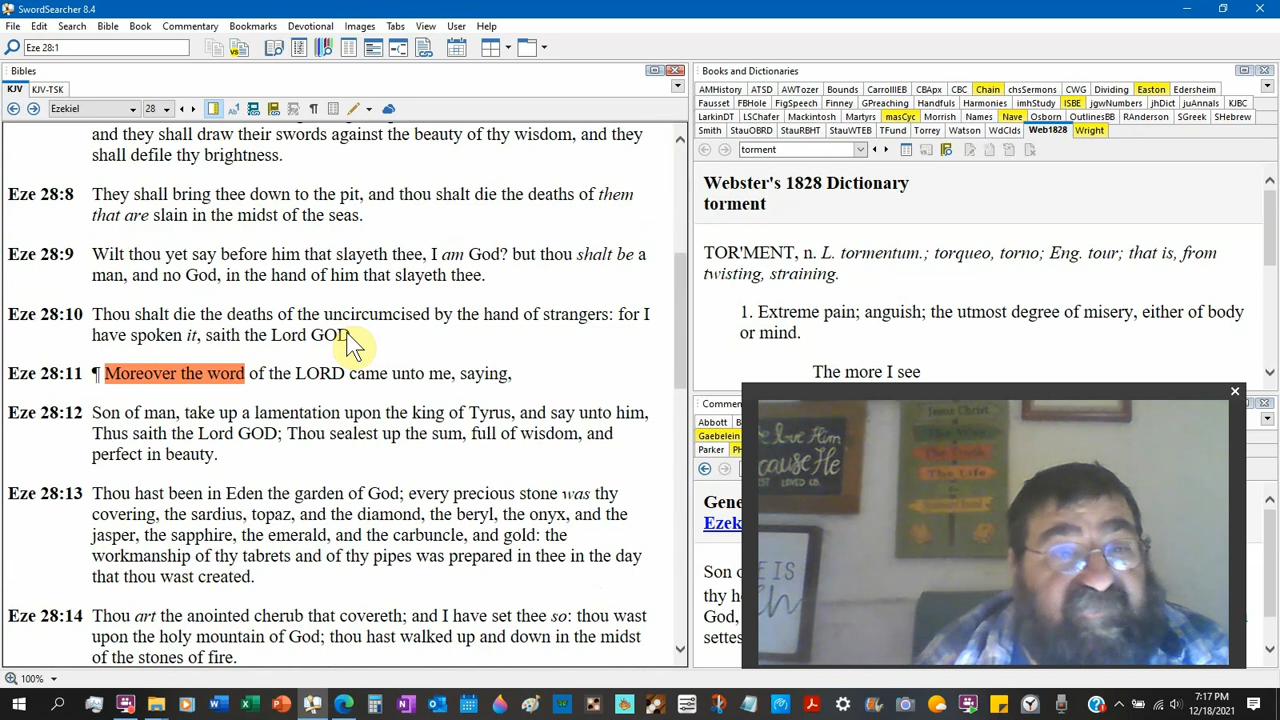 SwordSearcher 8.4
File Edit Search Bible Book Commentary Bookmarks Devotional Images Tabs View User Help
Eze 28:1
Bibles
KJV KJV-TSK
Ezekiel 28
and they shall draw their swords against the beauty of thy wisdom, and they
shall defile thy brightness.
Eze 28:8 They shall bring thee down to the pit, and thou shalt die the deaths of them
that are slain in the midst of the seas.
Eze 28:9 Wilt thou yet say before him that slayeth thee, I am God? but thou shalt be a
man, and no God, in the hand of him that slayeth thee.
Eze 28:10 Thou shalt die the deaths of the uncircumcised by the hand of strangers: for I
have spoken it, saith the Lord GOD.
Eze 28:11 ¶ Moreover the word of the LORD came unto me, saying,
Eze 28:12 Son of man, take up a lamentation upon the king of Tyrus, and say unto him,
Thus saith the Lord GOD; Thou sealest up the sum, full of wisdom, and
perfect in beauty.
Eze 28:13 Thou hast been in Eden the garden of God; every precious stone was thy
covering, the sardius, topaz, and the diamond, the beryl, the onyx, and the
jasper, the sapphire, the emerald, and the carbuncle, and gold: the
workmanship of thy tabrets and of thy pipes was prepared in thee in the day
that thou wast created.
Eze 28:14 Thou art the anointed cherub that covereth; and I have set thee so: thou wast
upon the holy mountain of God; thou hast walked up and down in the midst
of the stones of fire.
100%
Books and Dictionaries
AMHistory ATSD AWTozer Bounds CarrollIEB CBApx CBC Chain chsSermons CWG Dividing Easton Edersheim
Fausset FBHole FigSpeech Finney GPreaching Handfuls Harmonies imhStudy ISBE jgwNumbers jhDict juAnnals KJBC
LarkinDT LSChafer Mackintosh Martyrs masCyc Morrish Names Nave Osborn OutlinesBB RAnderson SGreek SHebrew
Smith StauOBRD StauRBHT StauWTEB TFund Torrey Watson WdClds Web1828 Wright
torment
Webster's 1828 Dictionary
torment
TOR'MENT, n. L. tormentum.; torqueo, torno; Eng. tour; that is, from
twisting, straining.
1. Extreme pain; anguish; the utmost degree of misery, either of body
or mind.
The more I see
Commen
Abbott B
Gaebelein
Parker PH
Gene
Ezek
Son o
thy h
God,
settes
Jesus Christ
The Way
The Truth
The Life
e love Him
cause He
7:17 PM
12/18/2021